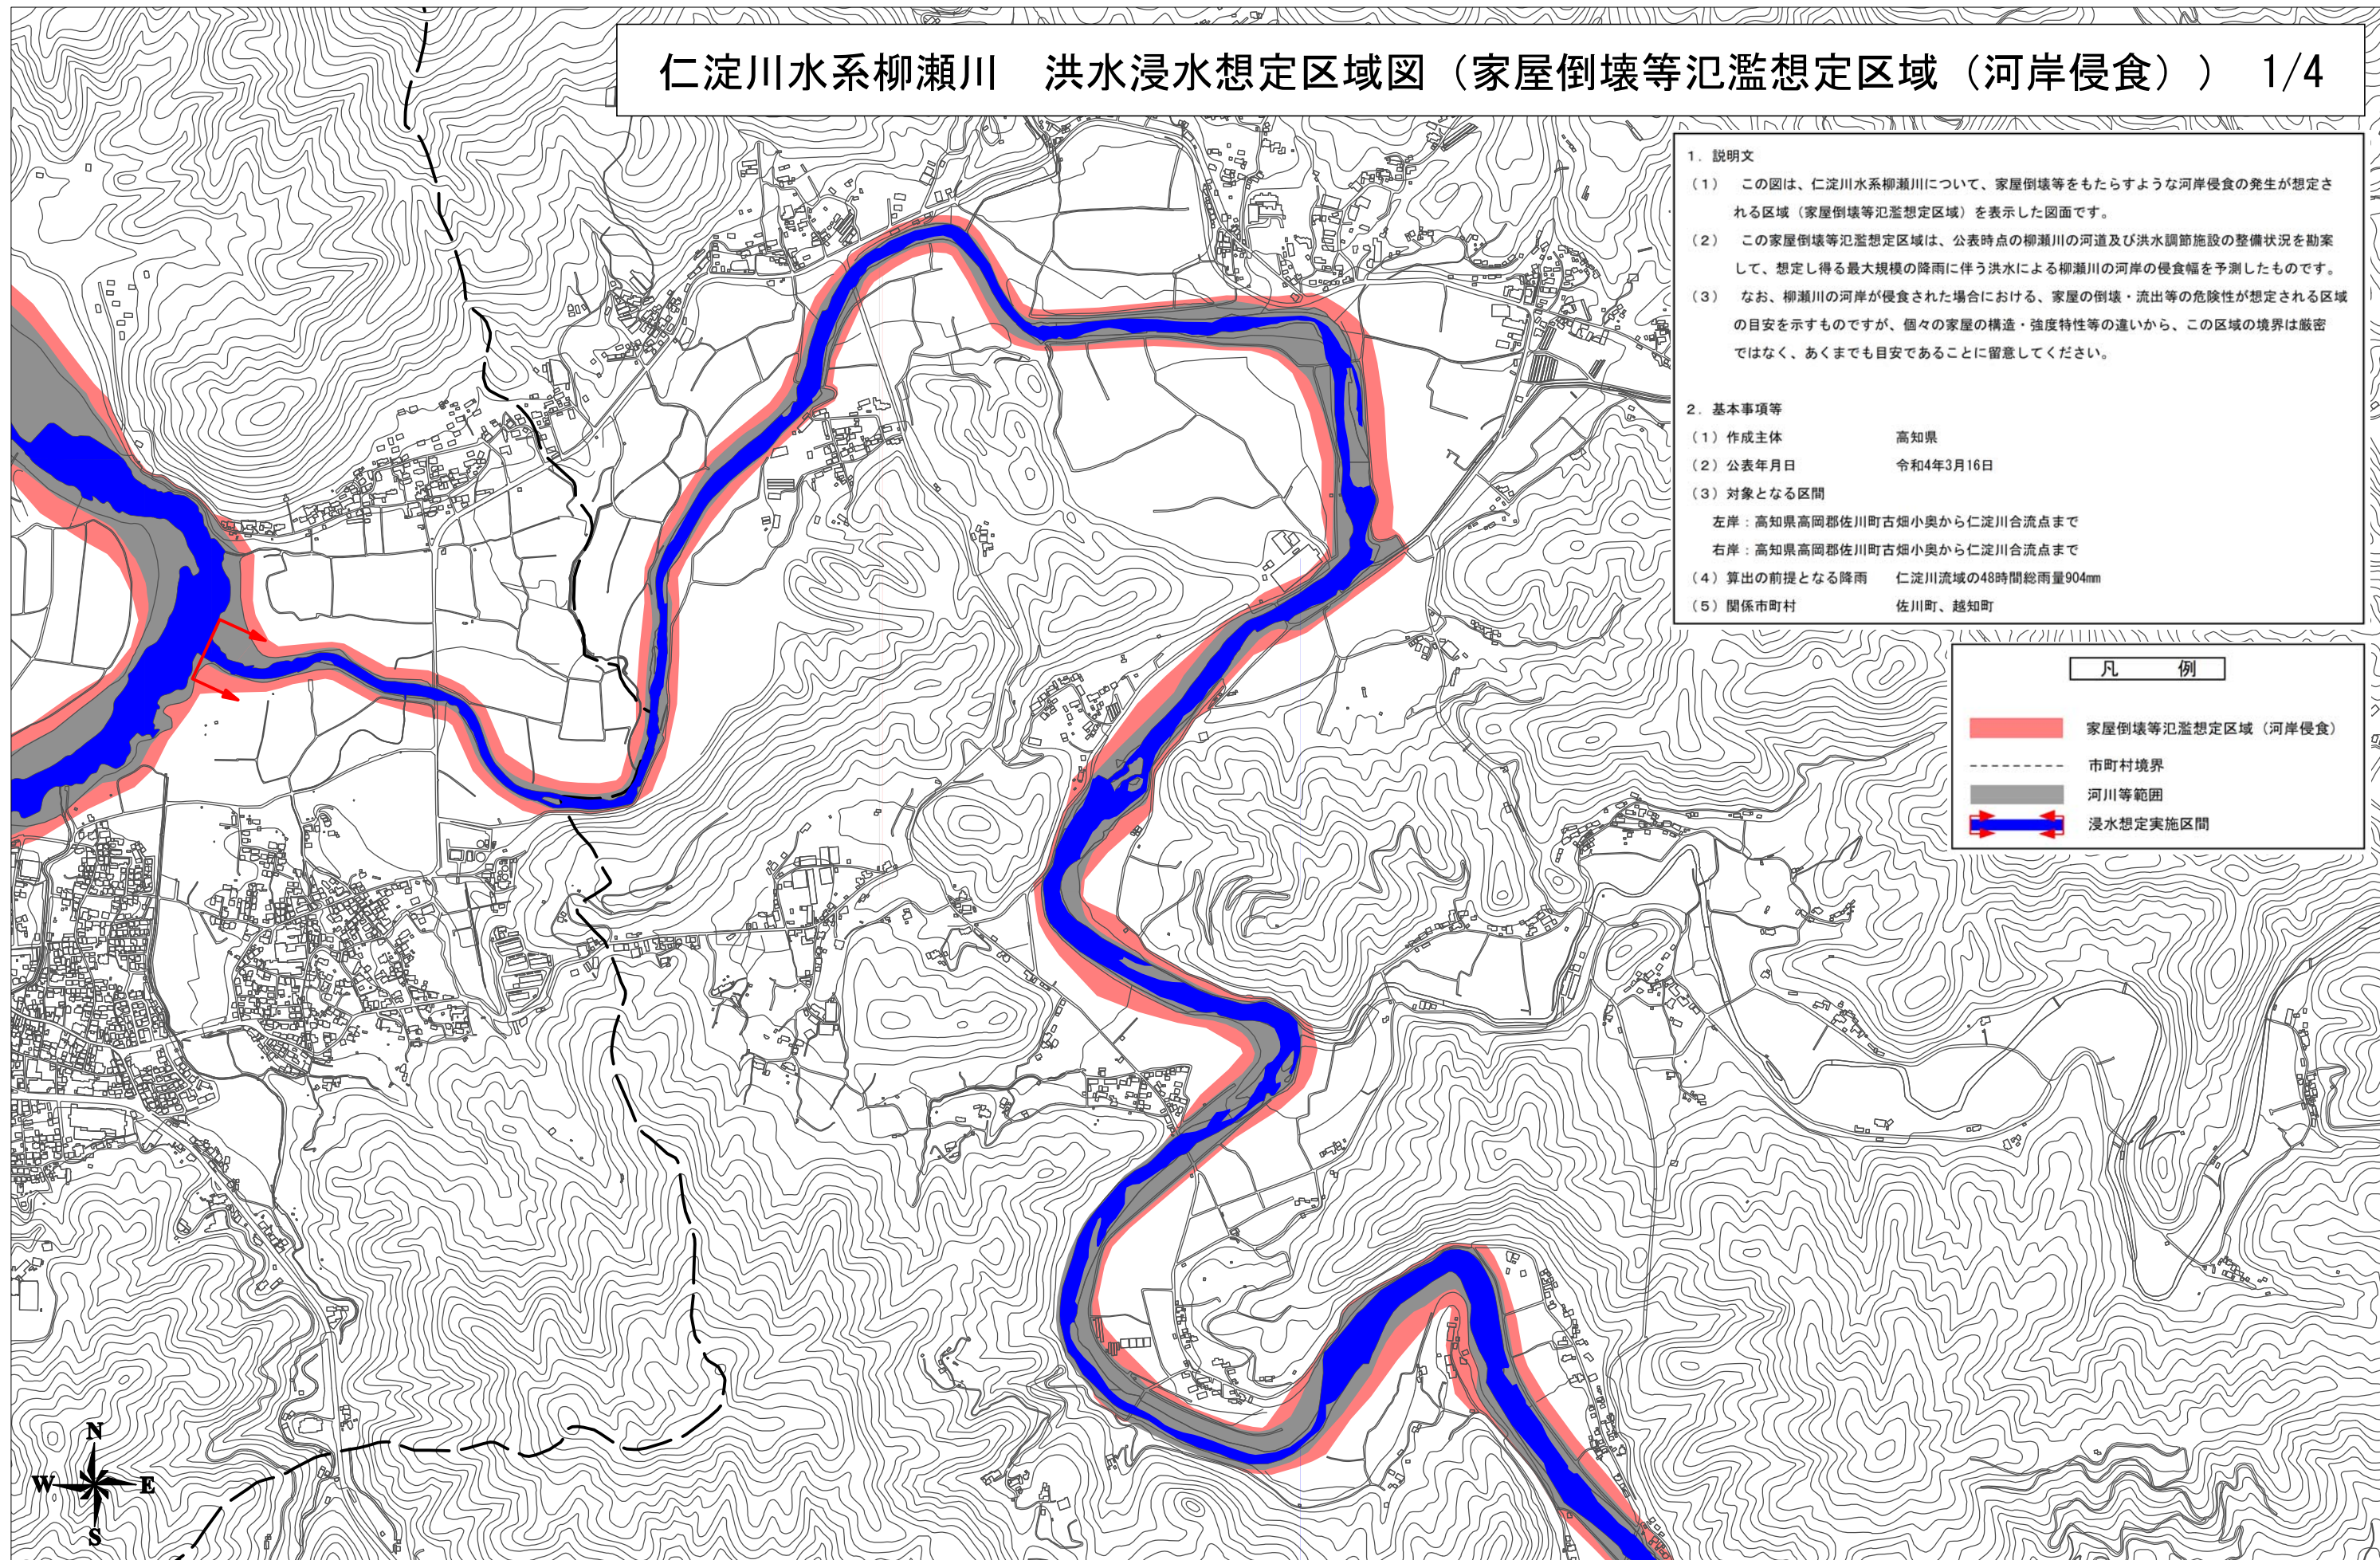 仁淀川水系柳瀬川　洪水浸水想定区域図（家屋倒壊等氾濫想定区域（河岸侵食））　1/4
1．説明文
（1）　この図は、仁淀川水系柳瀬川について、家屋倒壊等をもたらすような河岸侵食の発生が想定さ
れる区域（家屋倒壊等氾濫想定区域）を表示した図面です。
（2）　この家屋倒壊等氾濫想定区域は、公表時点の柳瀬川の河道及び洪水調節施設の整備状況を勘案
して、想定し得る最大規模の降雨に伴う洪水による柳瀬川の河岸の侵食幅を予測したものです。
（3）　なお、柳瀬川の河岸が侵食された場合における、家屋の倒壊・流出等の危険性が想定される区域
の目安を示すものですが、個々の家屋の構造・強度特性等の違いから、この区域の境界は厳密
ではなく、あくまでも目安であることに留意してください。
2．基本事項等
（1）作成主体　高知県
（2）公表年月日　令和4年3月16日
（3）対象となる区間
左岸：高知県高岡郡佐川町古畑小奥から仁淀川合流点まで
右岸：高知県高岡郡佐川町古畑小奥から仁淀川合流点まで
（4）算出の前提となる降雨　仁淀川流域の48時間総雨量904mm
（5）関係市町村　佐川町、越知町
凡　例
家屋倒壊等氾濫想定区域（河岸侵食）
市町村境界
河川等範囲
浸水想定実施区間
N
W E
S